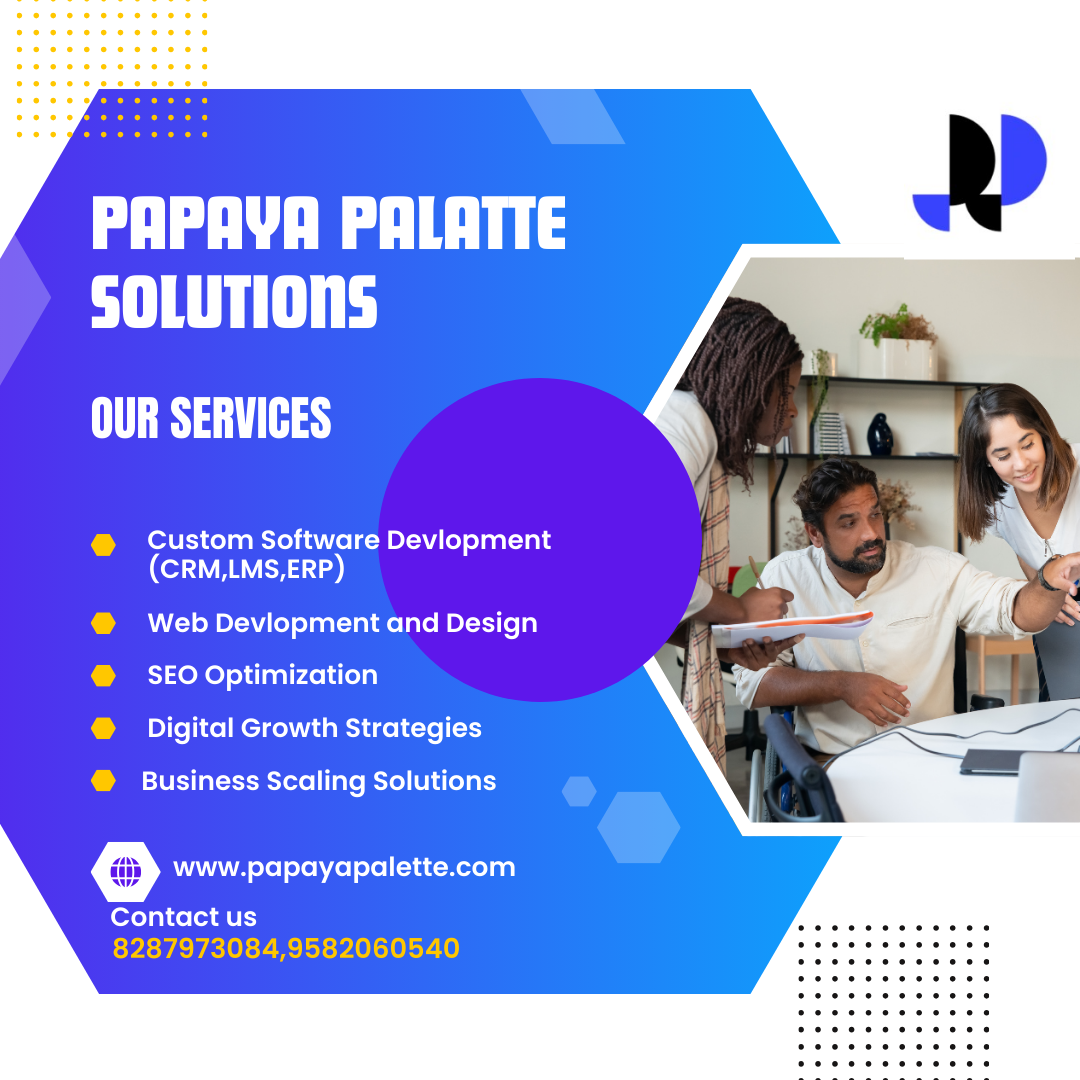 PAPAYA PALATTE
SOLUTIONS
OUR SERVICES
Custom Software Devlopment
(CRM,LMS,ERP)
Web Devlopment and Design
SEO Optimization
Digital Growth Strategies
Business Scaling Solutions
www.papayapalette.com
Contact us
8287973084,9582060540